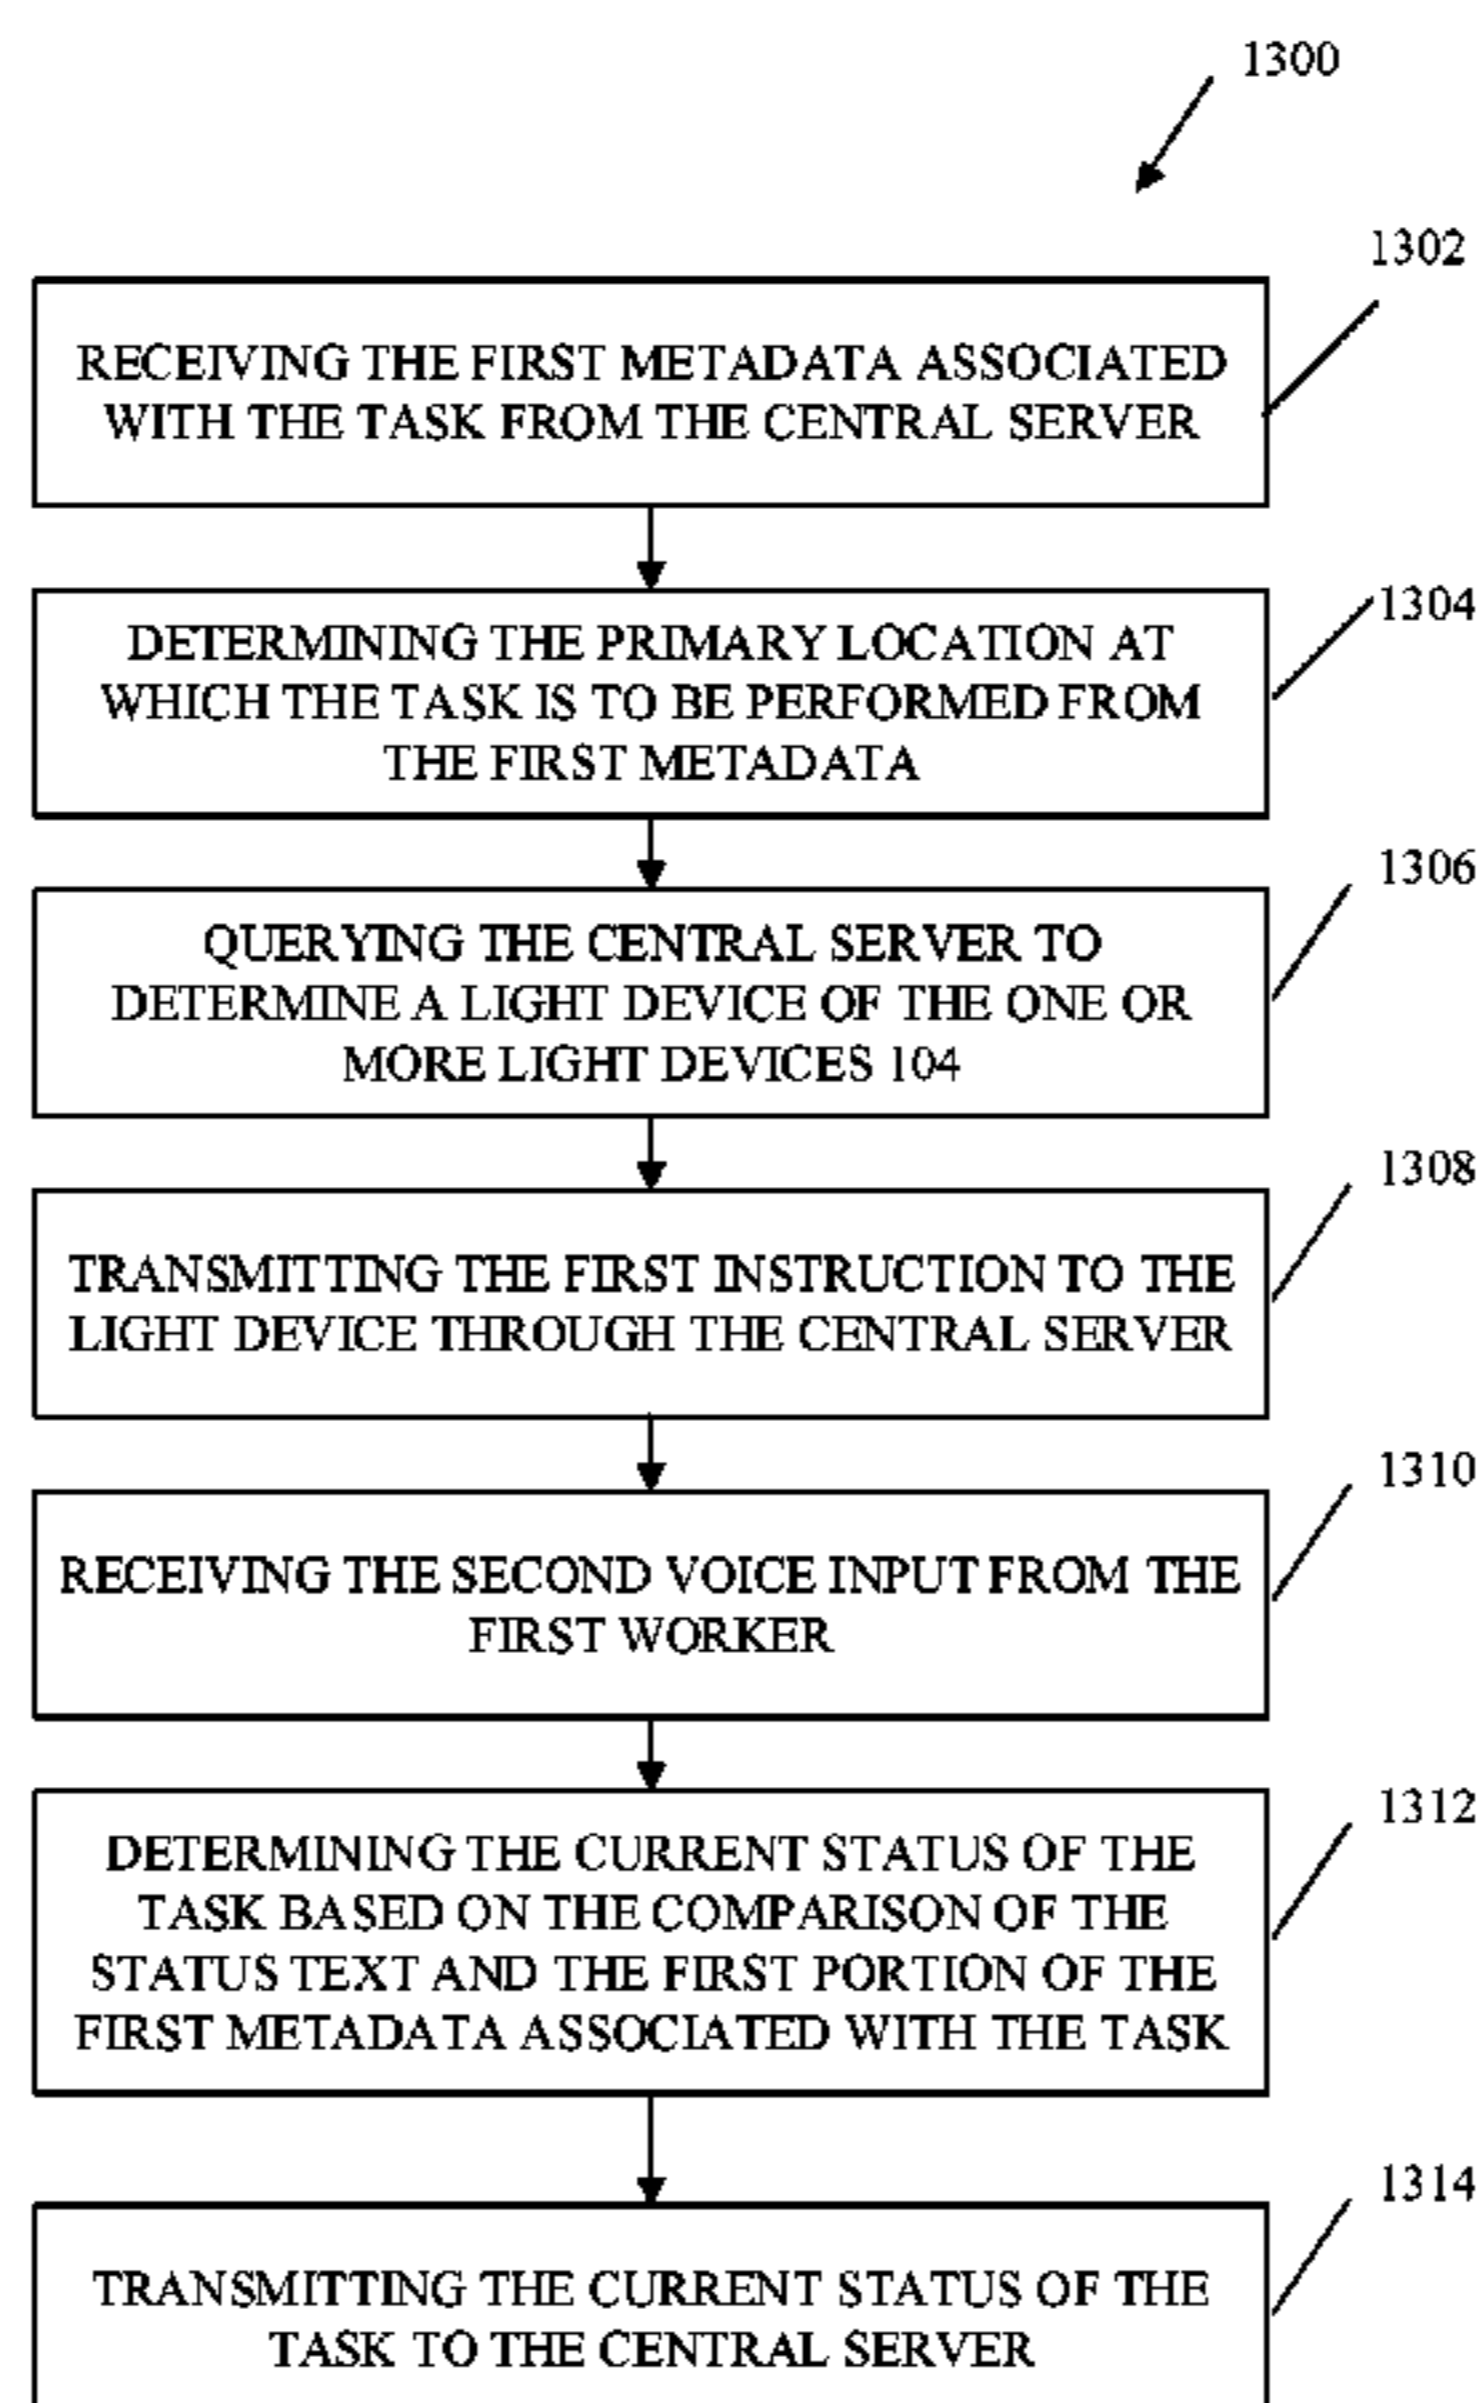 1300
1302
RECEIVING THE FIRST METADATA ASSOCIATED
WITH THE TASK FROM THE CENTRAL SERVER
1304
DETERMINING THE PRIMARY LOCATION AT
WHICH THE TASK IS TO BE PERFORMED FROM
THE FIRST METADATA
1306
QUERYING THE CENTRAL SERVER TO
DETERMINE A LIGHT DEVICE OF THE ONE OR
MORE LIGHT DEVICES 104
1308
TRANSMITTING THE FIRST INSTRUCTION TO THE
LIGHT DEVICE THROUGH THE CENTRAL SERVER
1310
RECEIVING THE SECOND VOICE INPUT FROM THE
FIRST WORKER
1312
DETERMINING THE CURRENT STATUS OF THE
TASK BASED ON THE COMPARISON OF THE
STATUS TEXT AND THE FIRST PORTION OF THE
FIRST METADATA ASSOCIATED WITH THE TASK
1314
TRANSMITTING THE CURRENT STATUS OF THE
TASK TO THE CENTRAL SERVER